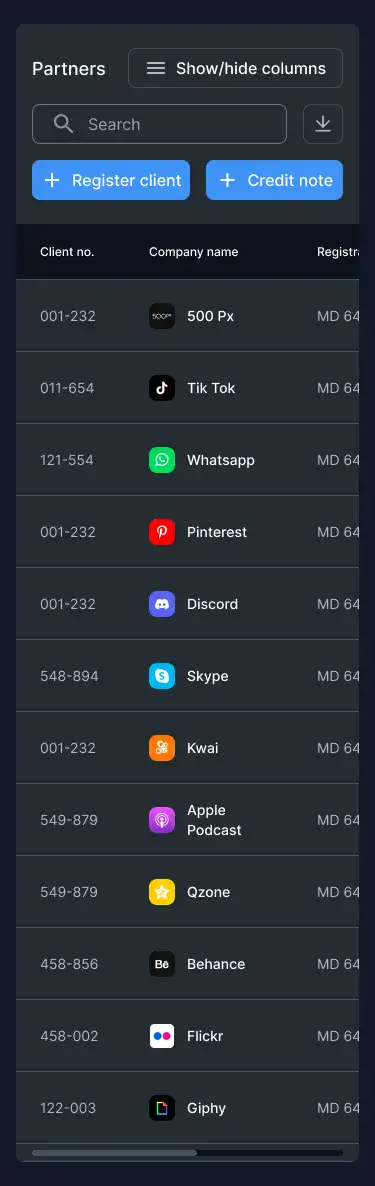 Partners
Show/hide columns
Search
Register client
Credit note
Client no. Company name Registra
001-232 500px 500 Px MD 64
011-654 Tik Tok MD 64
121-554 Whatsapp MD 64
001-232 Pinterest MD 64
001-232 Discord MD 64
548-894 S Skype MD 64
001-232 Kwai MD 64
549-879 Apple Podcast MD 64
549-879 Qzone MD 64
458-856 Bē Behance MD 64
458-002 Flickr MD 64
122-003 Giphy MD 64